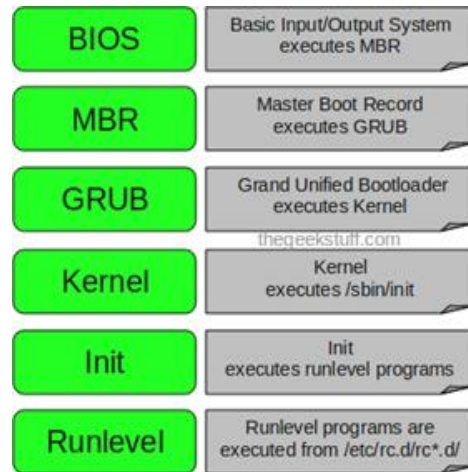 BIOS
Basic Input/Output System
executes MBR
MBR
Master Boot Record
executes GRUB
GRUB
Grand Unified Bootloader
executes Kernel
thegeekstuff.com
Kernel
Kernel
executes /sbin/init
Init
Init
executes runlevel programs
Runlevel
Runlevel programs are
executed from /etc/rc.d/rc*.d/